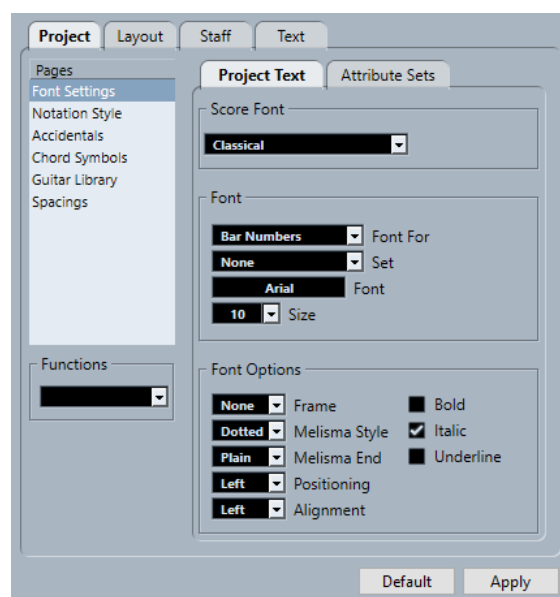 Project Layout Staff Text
Pages
Font Settings
Notation Style
Accidentals
Chord Symbols
Guitar Library
Spacings
Functions
Project Text Attribute Sets
Score Font
Classical
Font
Bar Numbers Font For
None Set
Arial Font
10 Size
Font Options
None Frame Bold
Dotted Melisma Style Italic
Plain Melisma End Underline
Left Positioning
Left Alignment
Default Apply